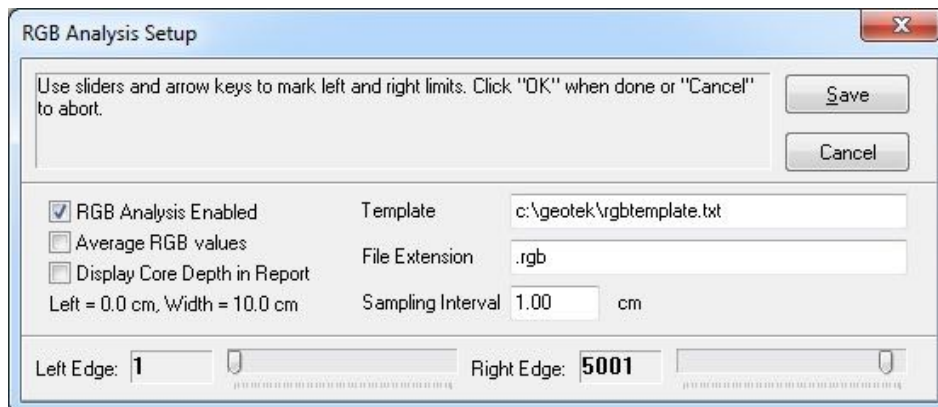 RGB Analysis Setup
Use sliders and arrow keys to mark left and right limits. Click "OK" when done or "Cancel"
to abort.
Save
Cancel
RGB Analysis Enabled
Average RGB values
Display Core Depth in Report
Left = 0.0 cm, Width = 10.0 cm
Template c:\geotek\rgbtemplate.txt
File Extension .rgb
Sampling Interval 1.00 cm
Left Edge: 1 Right Edge: 5001